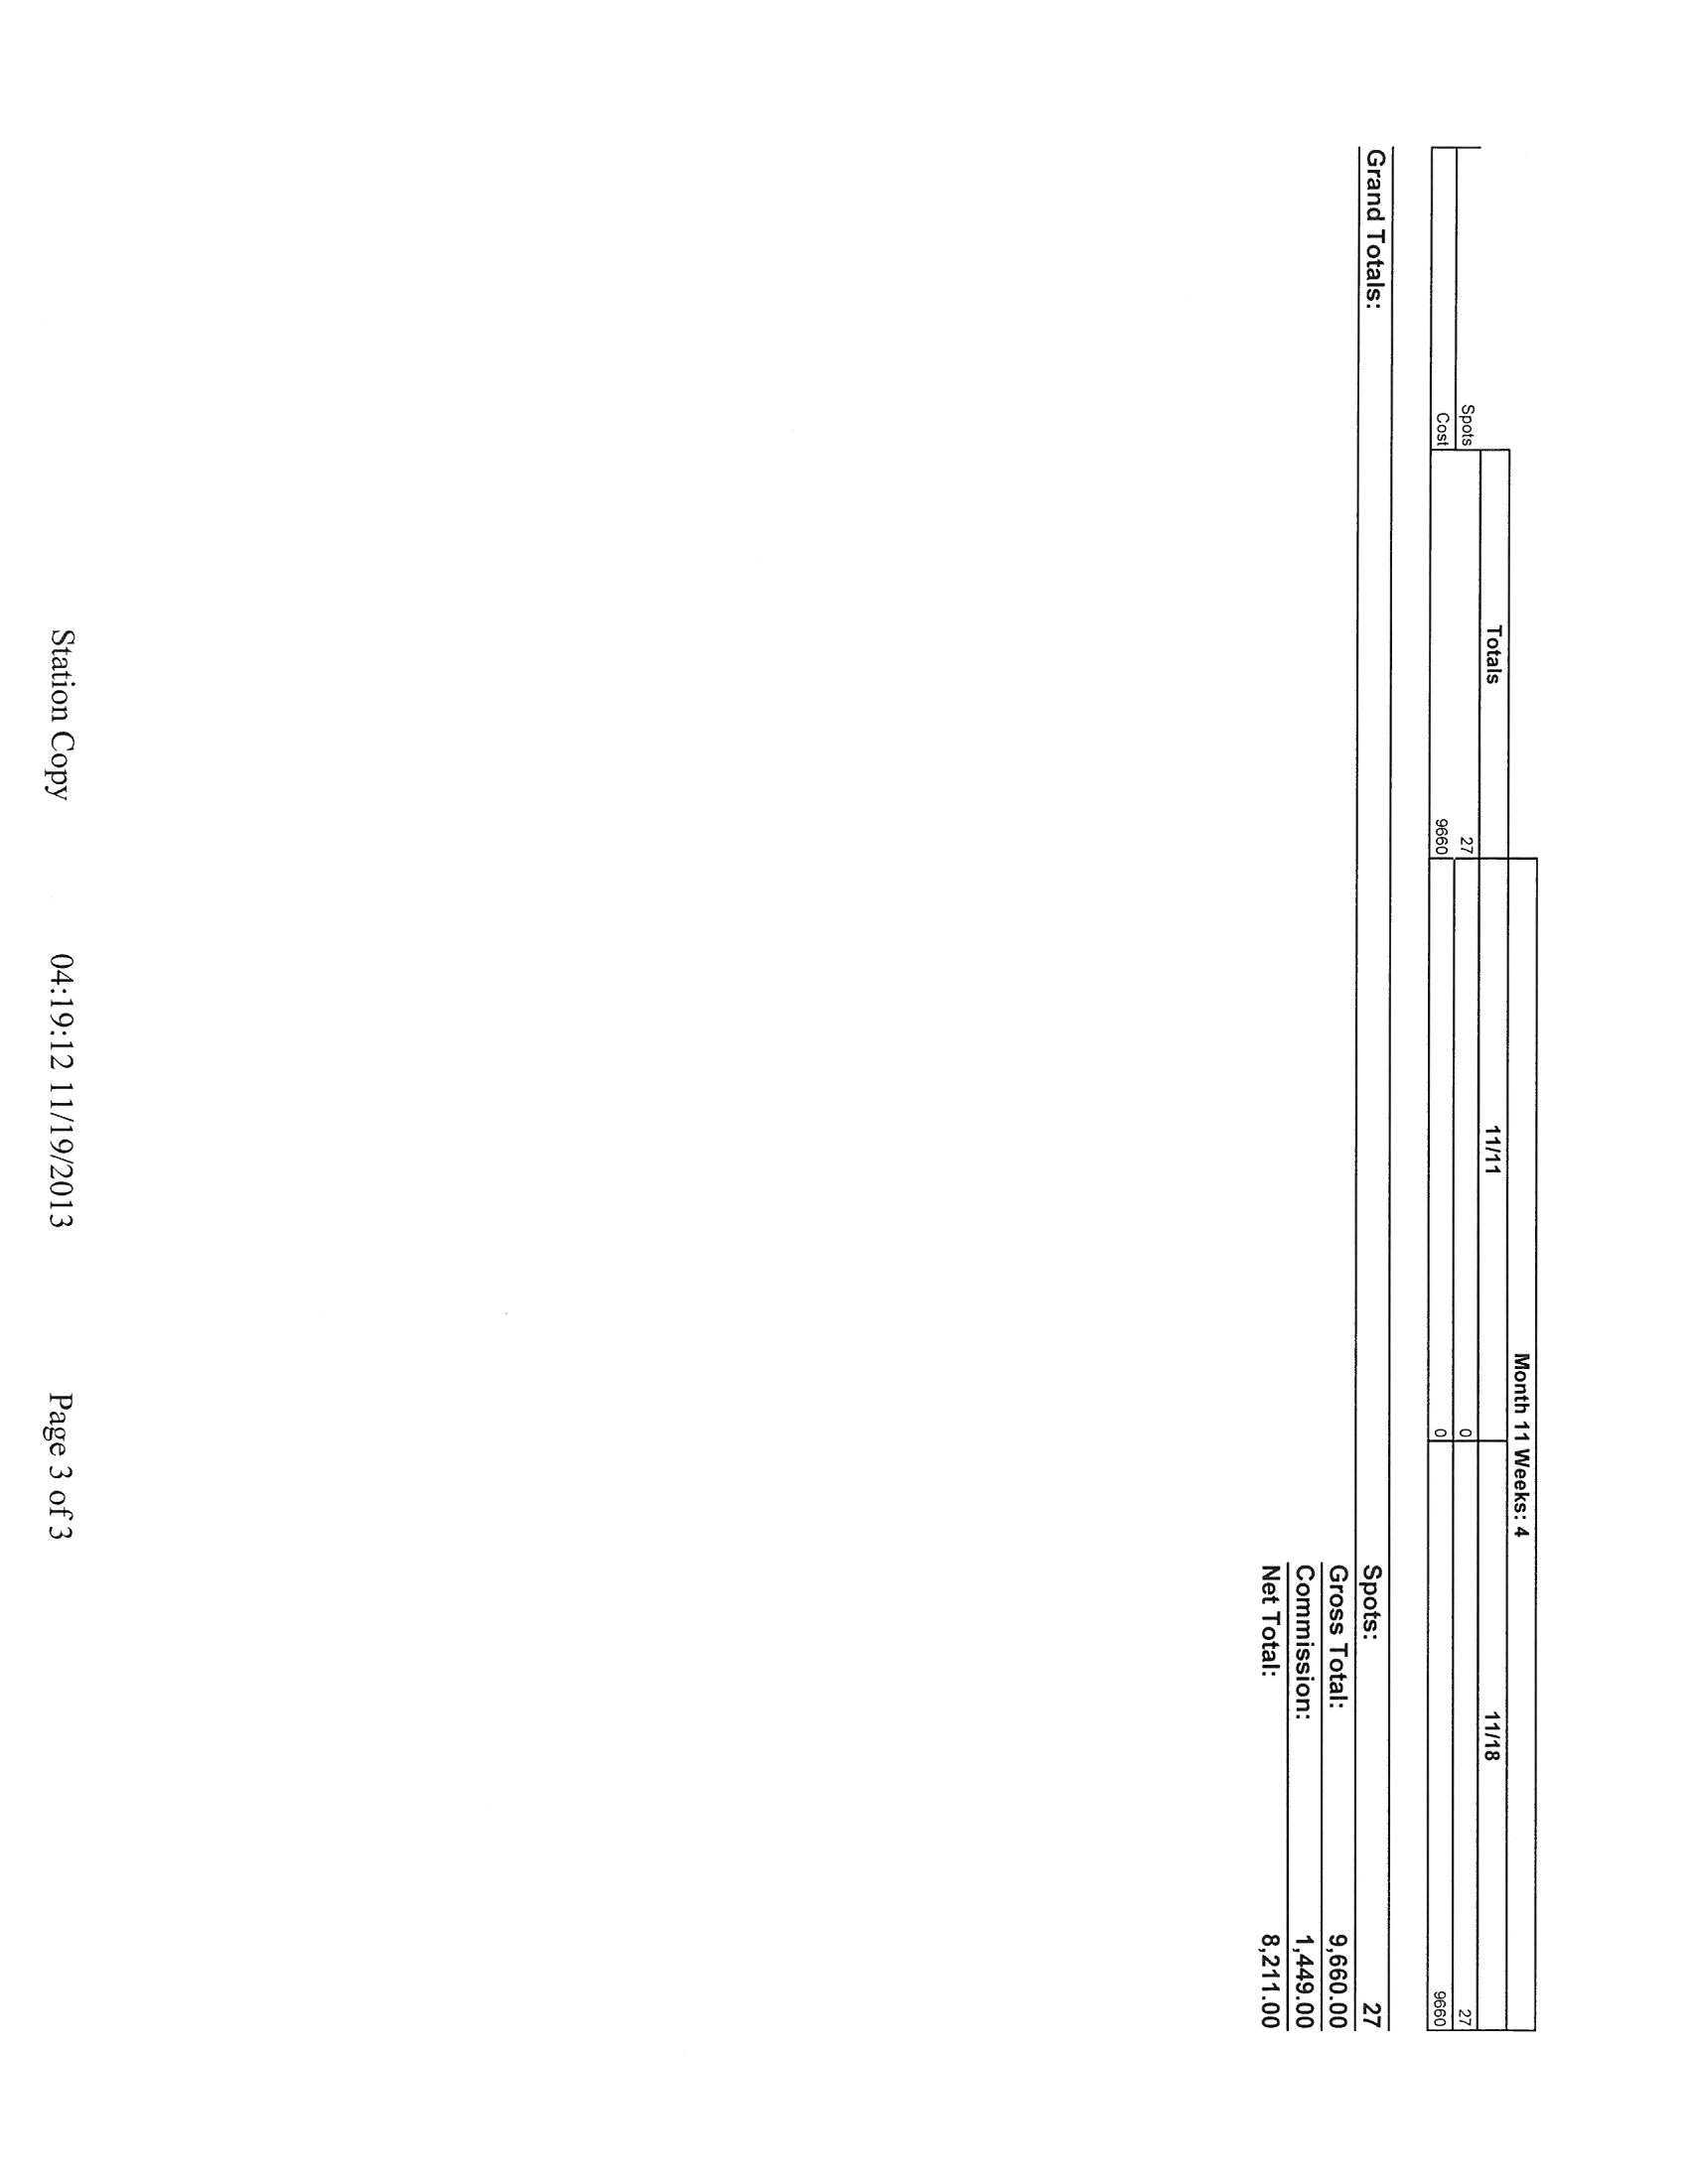 Month 11 Weeks: 4
Totals 11/11 11/18
Spots 27 0 27
Cost 9660 0 9660
Grand Totals: Spots: 27
Gross Total: 9,660.00
Commission: 1,449.00
Net Total: 8,211.00
Station Copy 04:19:12 11/19/2013 Page 3 of 3